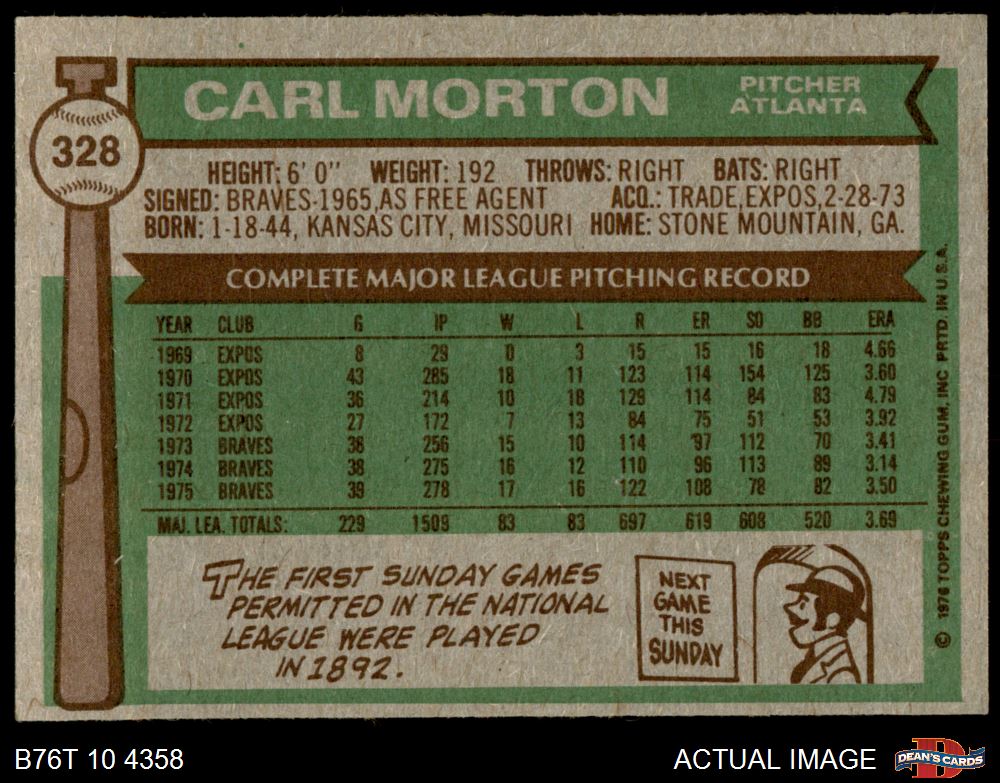 CARL MORTON
PITCHER
ATLANTA
328
HEIGHT: 6' 0" WEIGHT: 192 THROWS: RIGHT BATS: RIGHT
SIGNED: BRAVES-1965, AS FREE AGENT ACQ.: TRADE, EXPOS, 2-28-73
BORN: 1-18-44, KANSAS CITY, MISSOURI HOME: STONE MOUNTAIN, GA.
COMPLETE MAJOR LEAGUE PITCHING RECORD
YEAR CLUB G IP W L R ER SO BB ERA
1969 EXPOS 8 29 0 3 15 15 16 18 4.66
1970 EXPOS 43 285 18 11 123 114 154 125 3.60
1971 EXPOS 36 214 10 18 129 114 84 83 4.79
1972 EXPOS 27 172 7 13 84 75 51 53 3.92
1973 BRAVES 38 256 15 10 114 97 112 70 3.41
1974 BRAVES 38 275 16 12 110 96 113 89 3.14
1975 BRAVES 39 278 17 16 122 108 78 82 3.50
MAJ. LEA. TOTALS: 229 1509 83 83 697 619 608 520 3.69
THE FIRST SUNDAY GAMES
PERMITTED IN THE NATIONAL
LEAGUE WERE PLAYED
IN 1892.
NEXT
GAME
THIS
SUNDAY
© 1976 TOPPS CHEWING GUM, INC PRTD. IN U.S.A.
B76T 10 4358
ACTUAL IMAGE
DEAN'S CARDS